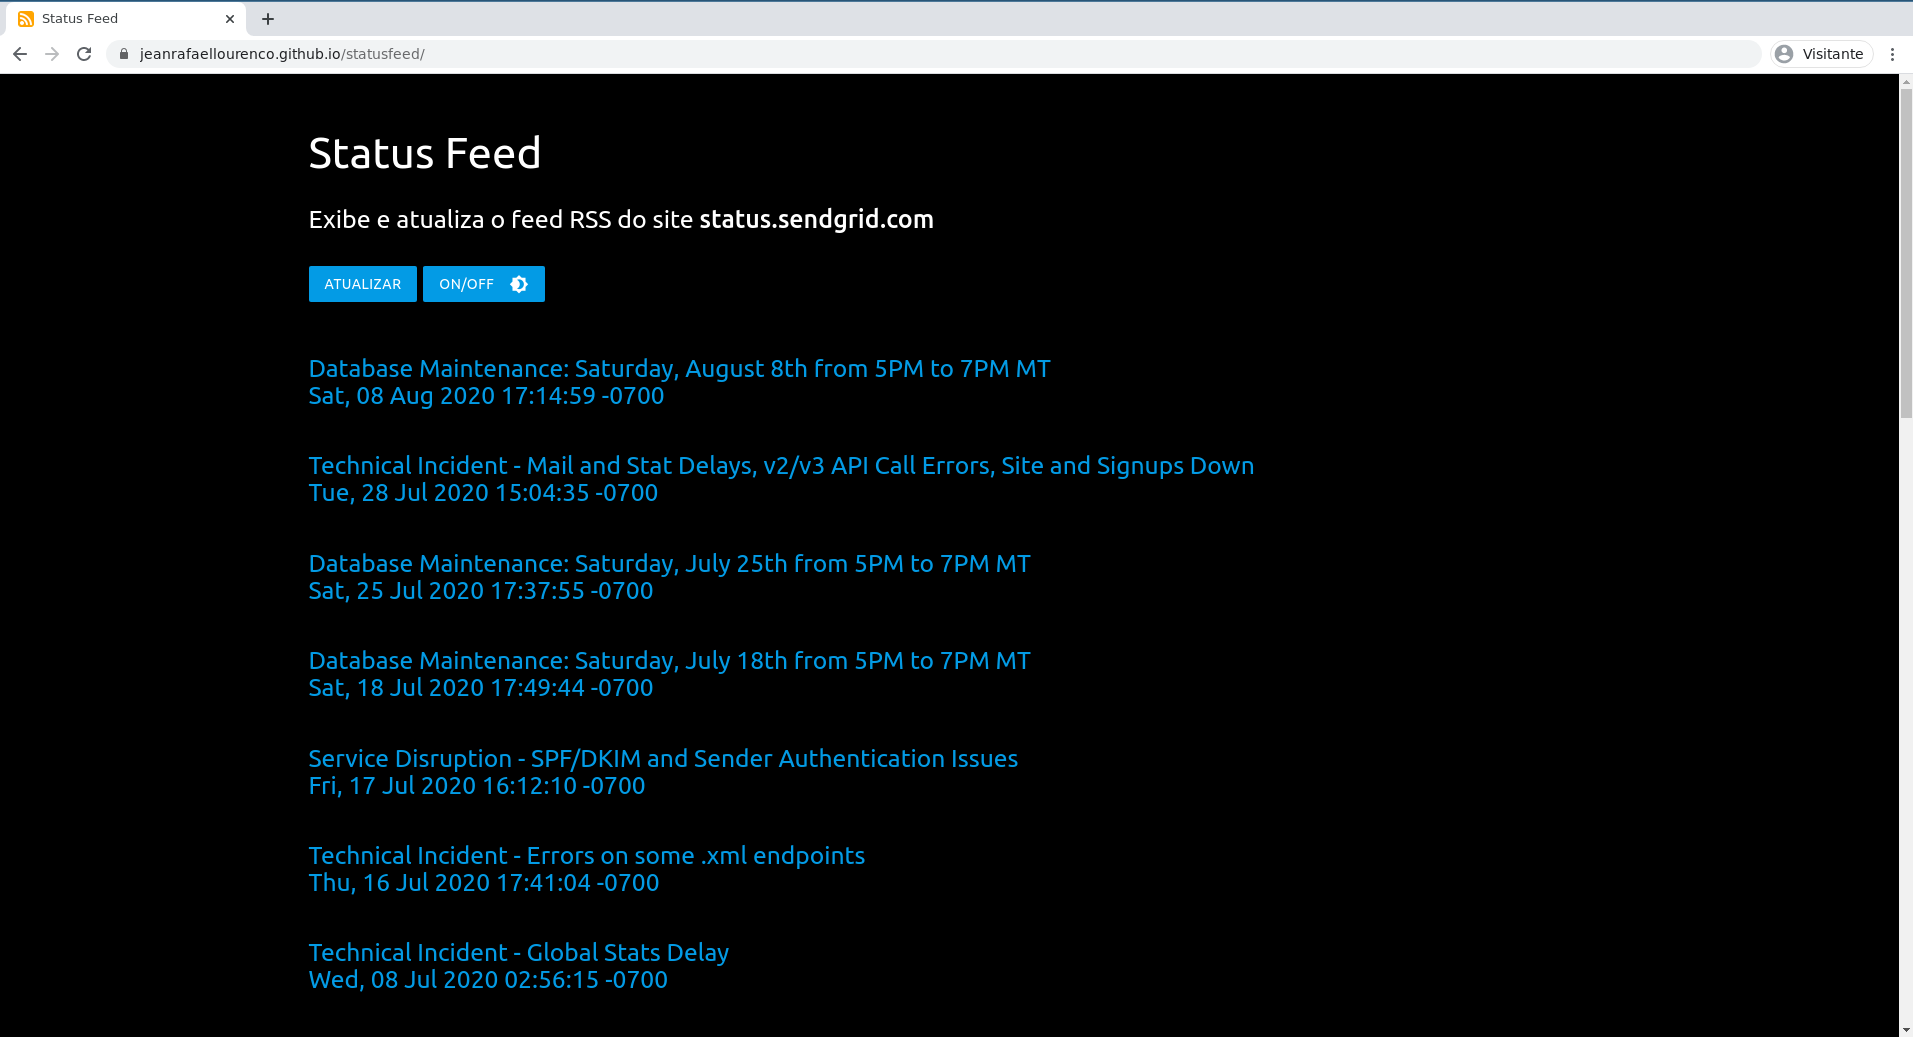 Status Feed
jeanrafaellourenco.github.io/statusfeed/
Visitante
Status Feed
Exibe e atualiza o feed RSS do site status.sendgrid.com
ATUALIZAR
ON/OFF
Database Maintenance: Saturday, August 8th from 5PM to 7PM MT
Sat, 08 Aug 2020 17:14:59 -0700
Technical Incident - Mail and Stat Delays, v2/v3 API Call Errors, Site and Signups Down
Tue, 28 Jul 2020 15:04:35 -0700
Database Maintenance: Saturday, July 25th from 5PM to 7PM MT
Sat, 25 Jul 2020 17:37:55 -0700
Database Maintenance: Saturday, July 18th from 5PM to 7PM MT
Sat, 18 Jul 2020 17:49:44 -0700
Service Disruption - SPF/DKIM and Sender Authentication Issues
Fri, 17 Jul 2020 16:12:10 -0700
Technical Incident - Errors on some .xml endpoints
Thu, 16 Jul 2020 17:41:04 -0700
Technical Incident - Global Stats Delay
Wed, 08 Jul 2020 02:56:15 -0700